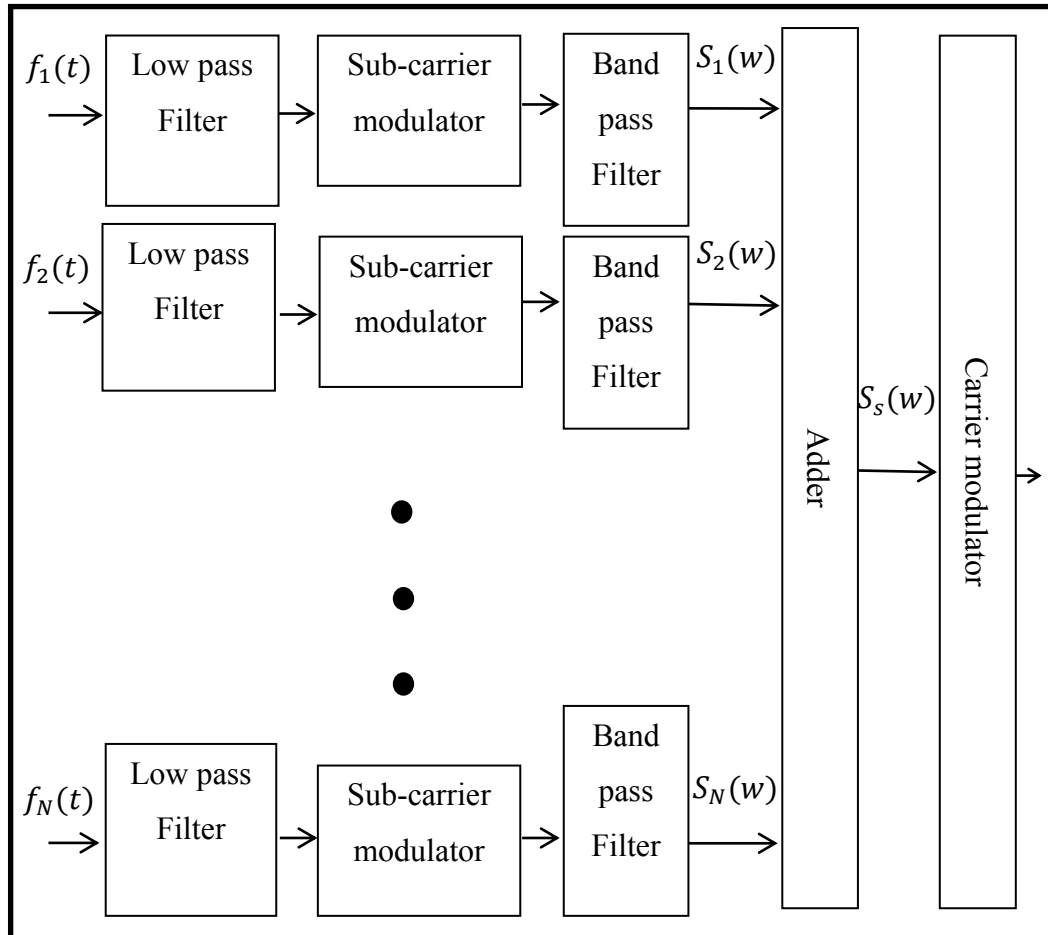 f₁(t)
Low pass
Filter
Sub-carrier
modulator
Band
pass
Filter
S₁(w)
f₂(t)
Low pass
Filter
Sub-carrier
modulator
Band
pass
Filter
S₂(w)
Adder
Sₛ(w)
Carrier modulator
f_N(t)
Low pass
Filter
Sub-carrier
modulator
Band
pass
Filter
S_N(w)